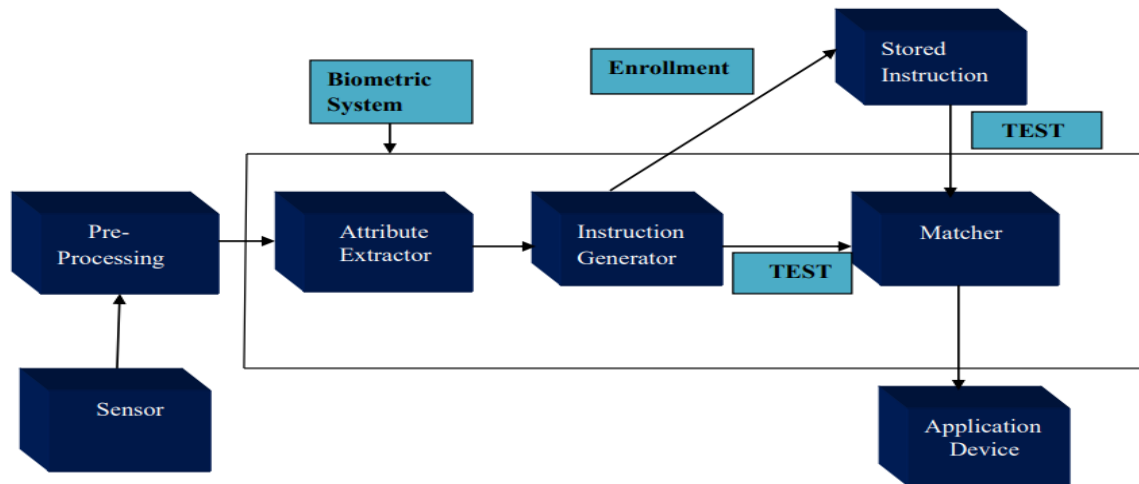 Stored
Instruction
Enrollment
Biometric
System
TEST
Pre-
Processing
Attribute
Extractor
Instruction
Generator
Matcher
TEST
Sensor
Application
Device